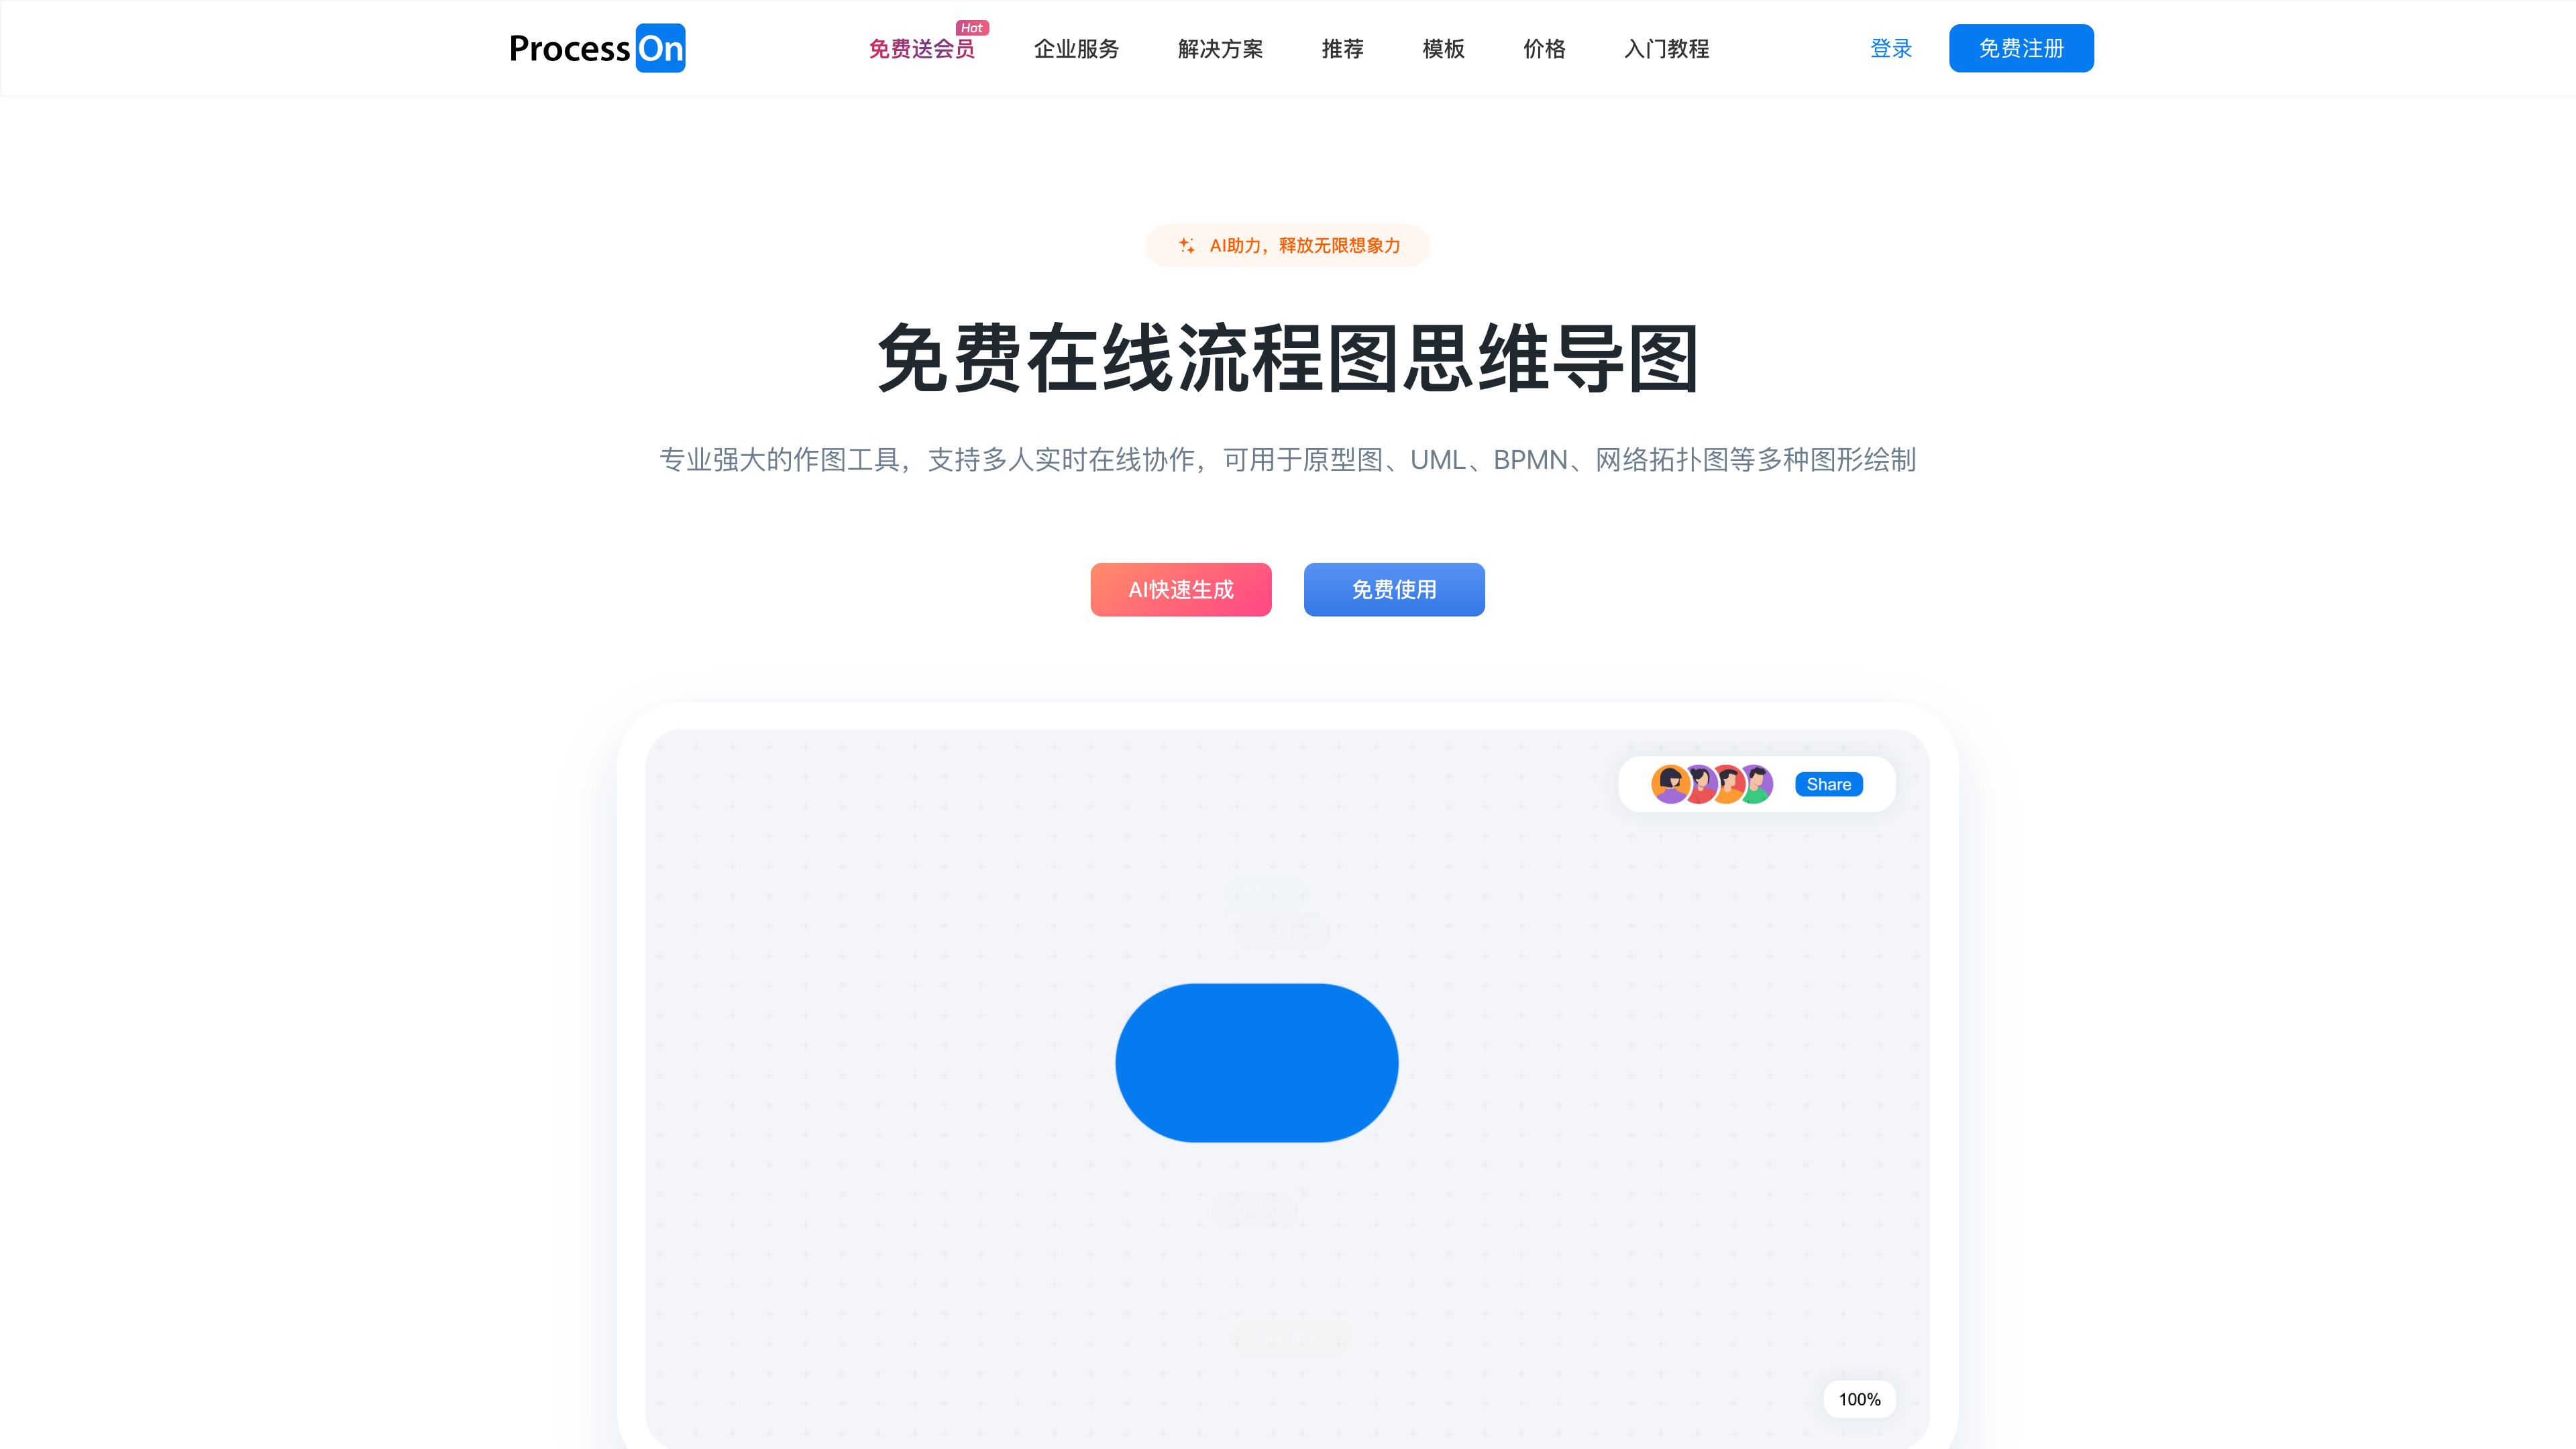 ProcessOn
免费送会员 Hot 企业服务 解决方案 推荐 模板 价格 入门教程 登录 免费注册
AI助力，释放无限想象力
免费在线流程图思维导图
专业强大的作图工具，支持多人实时在线协作，可用于原型图、UML、BPMN、网络拓扑图等多种图形绘制
AI快速生成 免费使用
Share
100%